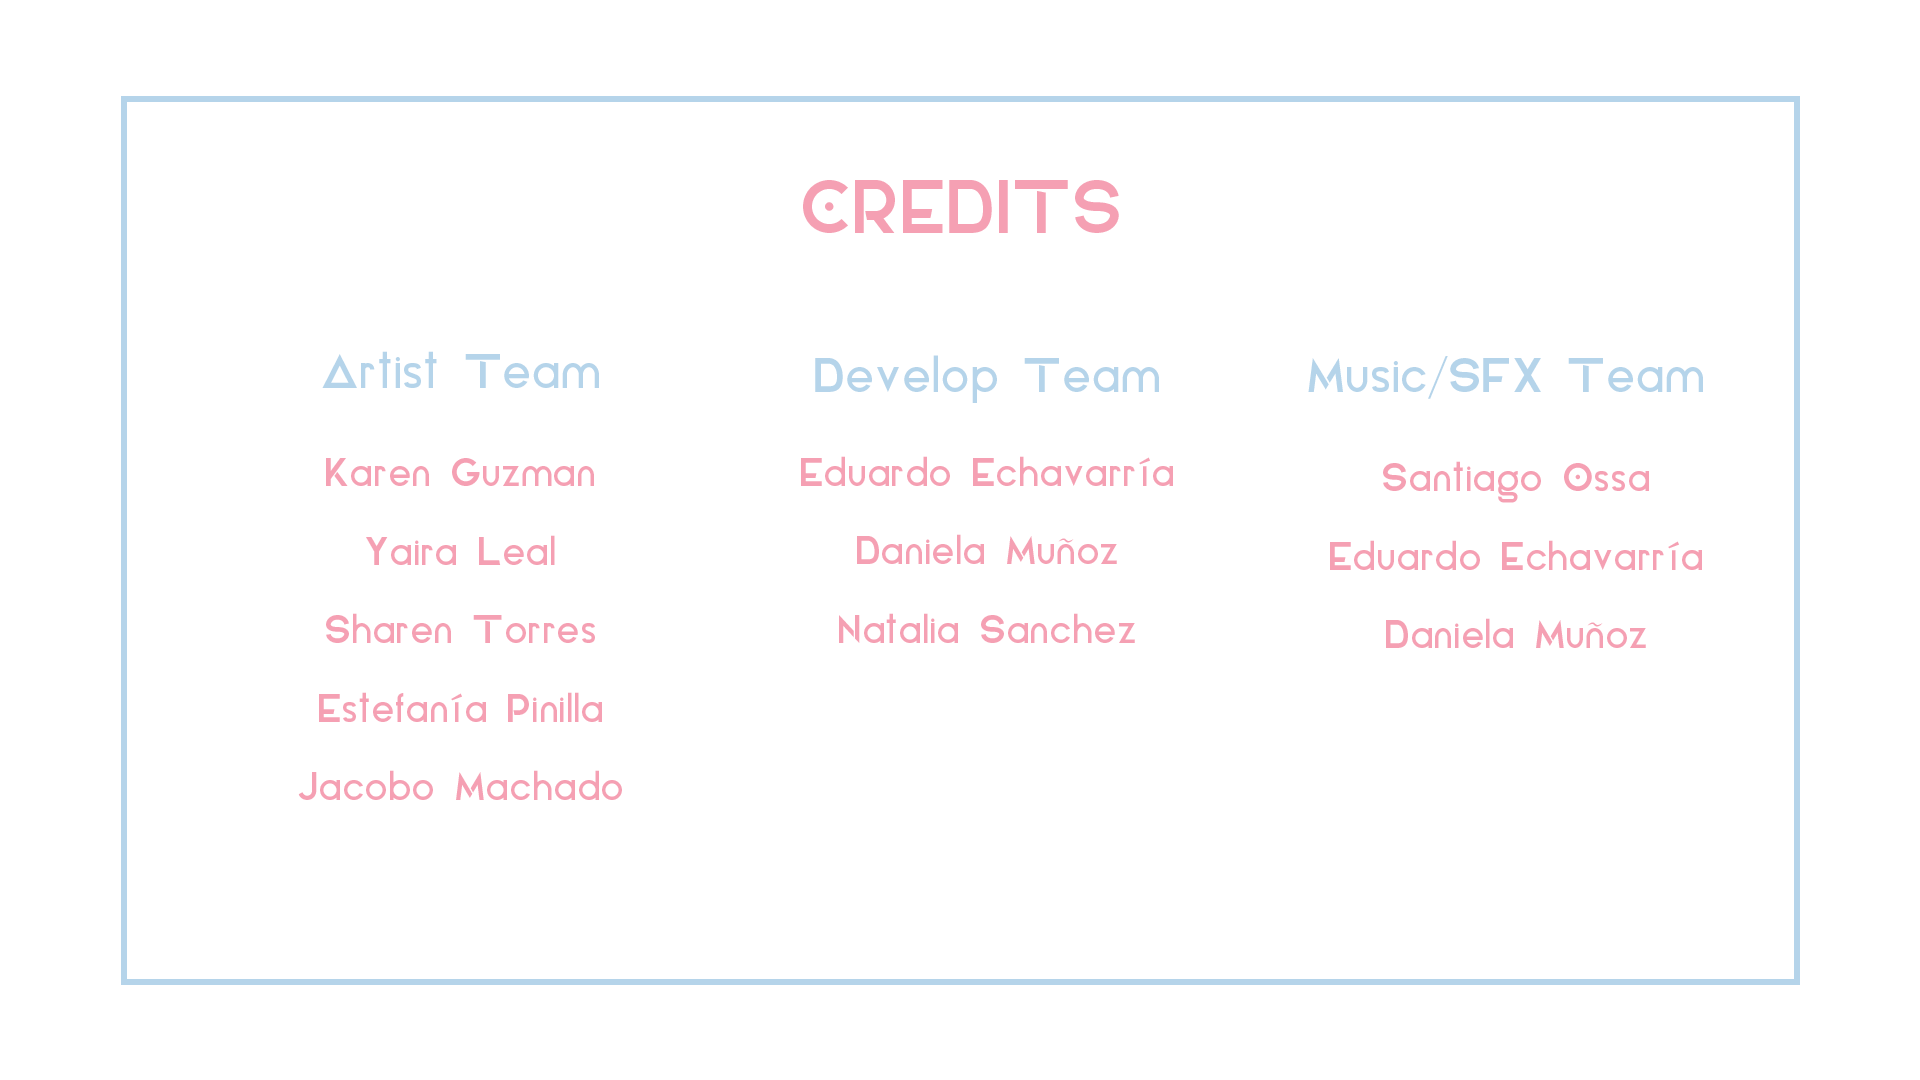 CREDITS
Artist Team
Karen Guzman
Yaira Leal
Sharen Torres
Estefanía Pinilla
Jacobo Machado
Develop Team
Eduardo Echavarría
Daniela Muñoz
Natalia Sanchez
Music/SFX Team
Santiago Ossa
Eduardo Echavarría
Daniela Muñoz